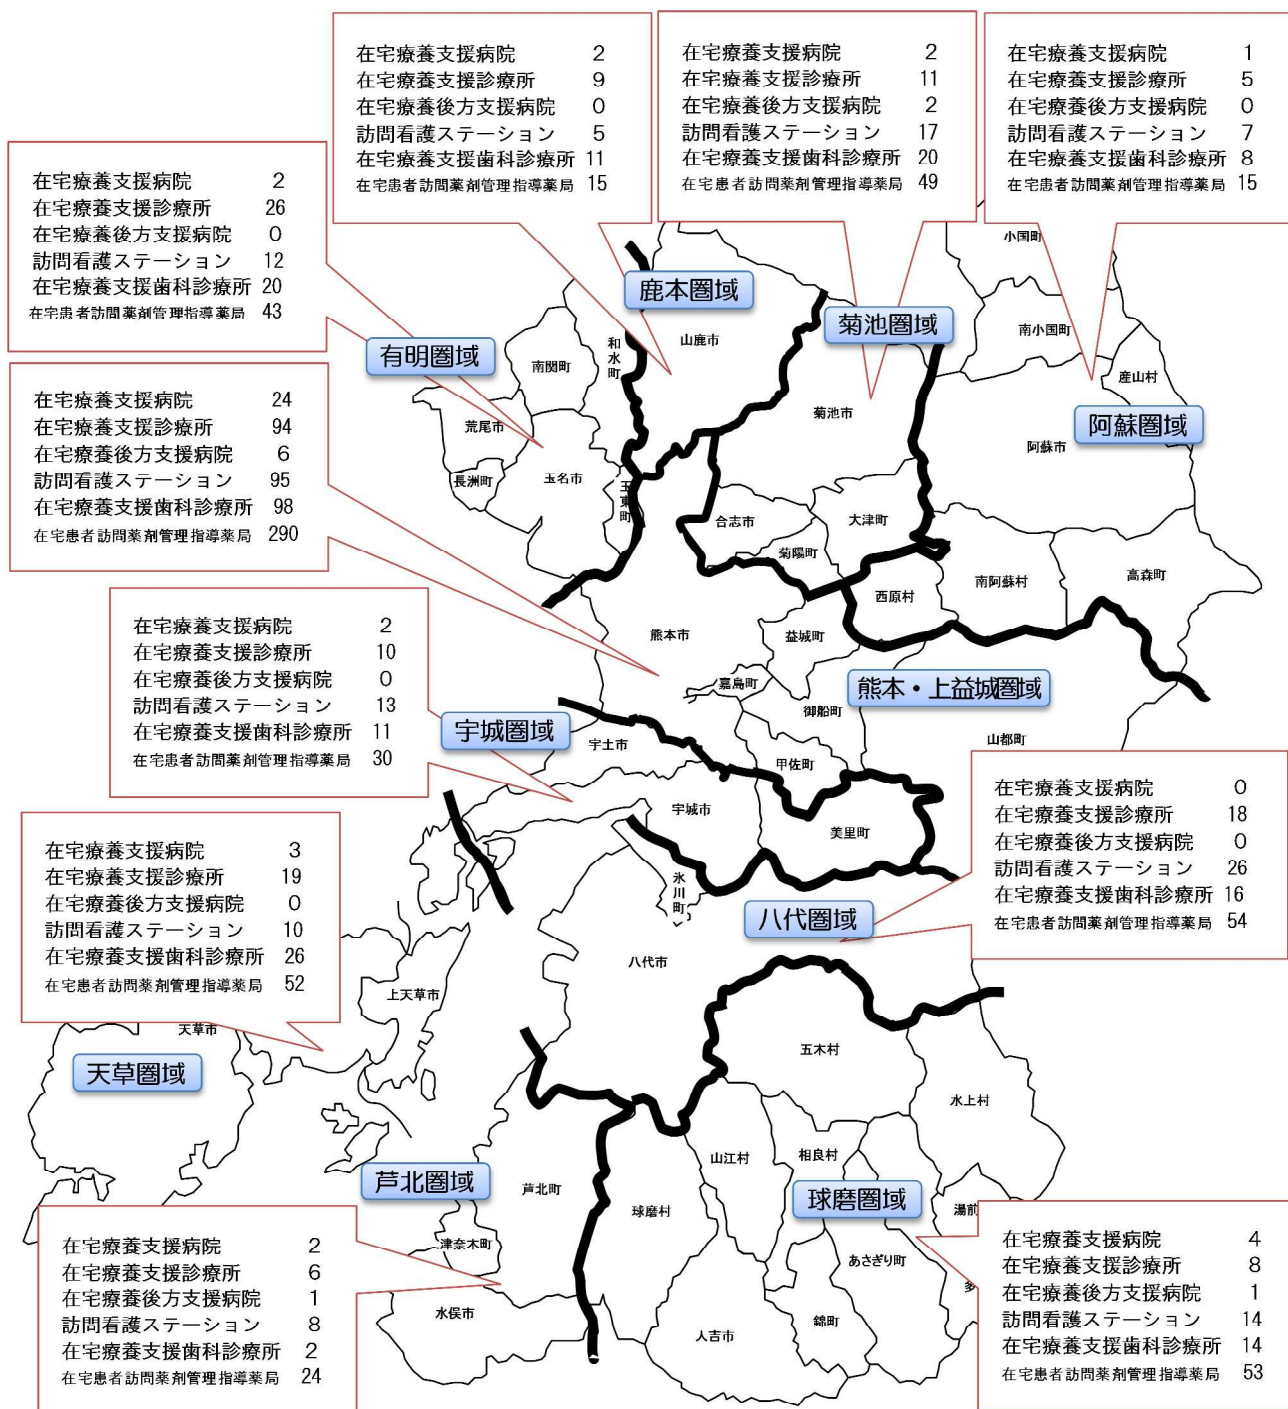 在宅療養支援病院 2
在宅療養支援診療所 9
在宅療養後方支援病院 0
訪問看護ステーション 5
在宅療養支援歯科診療所 11
在宅患者訪問薬剤管理指導薬局 15
在宅療養支援病院 2
在宅療養支援診療所 11
在宅療養後方支援病院 2
訪問看護ステーション 17
在宅療養支援歯科診療所 20
在宅患者訪問薬剤管理指導薬局 49
在宅療養支援病院 1
在宅療養支援診療所 5
在宅療養後方支援病院 0
訪問看護ステーション 7
在宅療養支援歯科診療所 8
在宅患者訪問薬剤管理指導薬局 15
在宅療養支援病院 2
在宅療養支援診療所 26
在宅療養後方支援病院 0
訪問看護ステーション 12
在宅療養支援歯科診療所 20
在宅患者訪問薬剤管理指導薬局 43
小国町
鹿本圏域
菊池圏域
有明圏域
山鹿市
和水町
南関町
南小国町
産山村
在宅療養支援病院 24
在宅療養支援診療所 94
在宅療養後方支援病院 6
訪問看護ステーション 95
在宅療養支援歯科診療所 98
在宅患者訪問薬剤管理指導薬局 290
荒尾市
長洲町
玉名市
玉東町
菊池市
阿蘇圏域
阿蘇市
合志市
大津町
菊陽町
西原村
南阿蘇村
高森町
在宅療養支援病院 2
在宅療養支援診療所 10
在宅療養後方支援病院 0
訪問看護ステーション 13
在宅療養支援歯科診療所 11
在宅患者訪問薬剤管理指導薬局 30
熊本市
益城町
嘉島町
熊本・上益城圏域
御船町
宇城圏域
宇土市
山都町
甲佐町
宇城市
美里町
在宅療養支援病院 0
在宅療養支援診療所 18
在宅療養後方支援病院 0
訪問看護ステーション 26
在宅療養支援歯科診療所 16
在宅患者訪問薬剤管理指導薬局 54
在宅療養支援病院 3
在宅療養支援診療所 19
在宅療養後方支援病院 0
訪問看護ステーション 10
在宅療養支援歯科診療所 26
在宅患者訪問薬剤管理指導薬局 52
氷川町
八代圏域
八代市
上天草市
天草市
天草圏域
五木村
水上村
山江村
相良村
芦北圏域
芦北町
球磨村
球磨圏域
湯前
津奈木町
あさぎり町
多
水俣市
人吉市
錦町
在宅療養支援病院 2
在宅療養支援診療所 6
在宅療養後方支援病院 1
訪問看護ステーション 8
在宅療養支援歯科診療所 2
在宅患者訪問薬剤管理指導薬局 24
在宅療養支援病院 4
在宅療養支援診療所 8
在宅療養後方支援病院 1
訪問看護ステーション 14
在宅療養支援歯科診療所 14
在宅患者訪問薬剤管理指導薬局 53